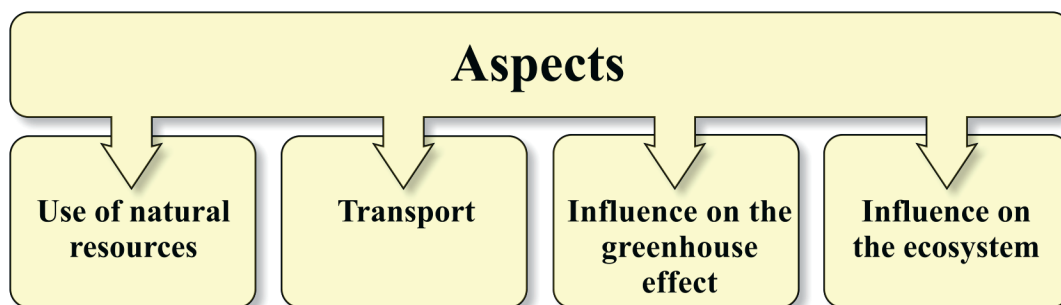 Aspects
Use of natural
resources
Transport
Influence on the
greenhouse
effect
Influence on
the ecosystem